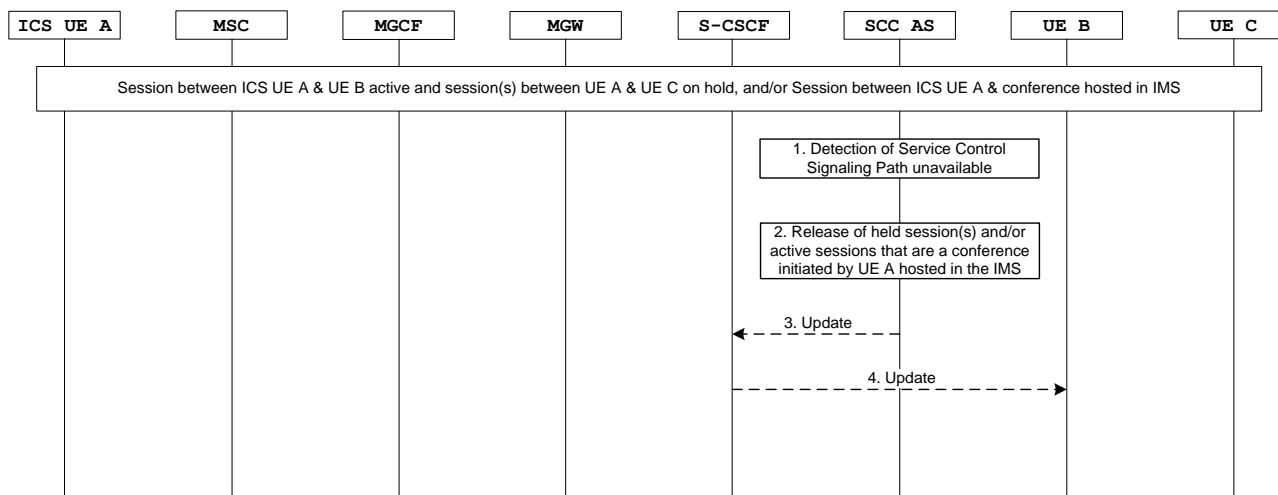 ICS UE A
MSC
MGCF
MGW
S-CSCF
SCC AS
UE B
UE C
Session between ICS UE A & UE B active and session(s) between UE A & UE C on hold, and/or Session between ICS UE A & conference hosted in IMS
1. Detection of Service Control
Signaling Path unavailable
2. Release of held session(s) and/or
active sessions that are a conference
initiated by UE A hosted in the IMS
3. Update
4. Update